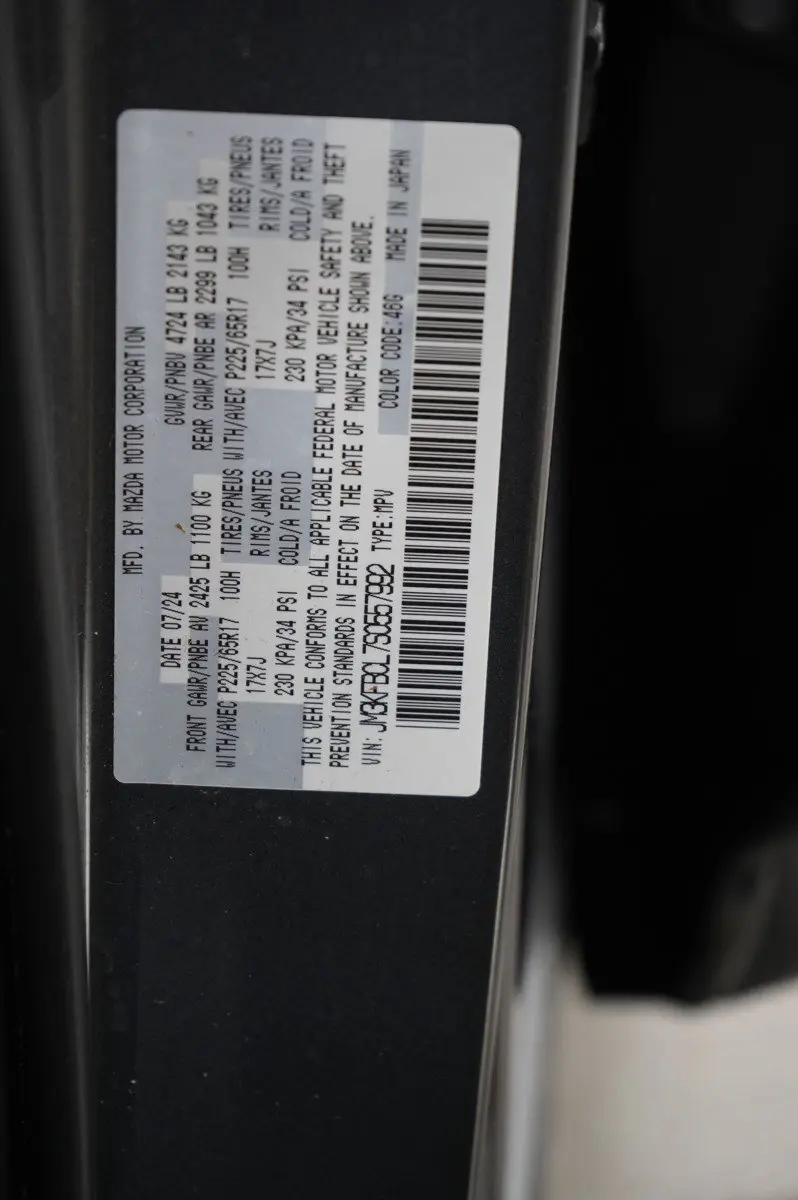 MFD. BY MAZDA MOTOR CORPORATION
DATE 07/24 GVWR/PNBV 4724 LB 2143 KG
FRONT GAWR/PNBE AV 2425 LB 1100 KG REAR GAWR/PNBE AR 2299 LB 1043 KG
WITH/AVEC P225/65R17 100H TIRES/PNEUS WITH/AVEC P225/65R17 100H TIRES/PNEUS
17X7J RIMS/JANTES 17X7J RIMS/JANTES
230 KPA/34 PSI COLD/A FROID 230 KPA/34 PSI COLD/A FROID
THIS VEHICLE CONFORMS TO ALL APPLICABLE FEDERAL MOTOR VEHICLE SAFETY AND THEFT
PREVENTION STANDARDS IN EFFECT ON THE DATE OF MANUFACTURE SHOWN ABOVE.
VIN: JM3KFBCL7S0557992 TYPE:MPV COLOR CODE:46G MADE IN JAPAN